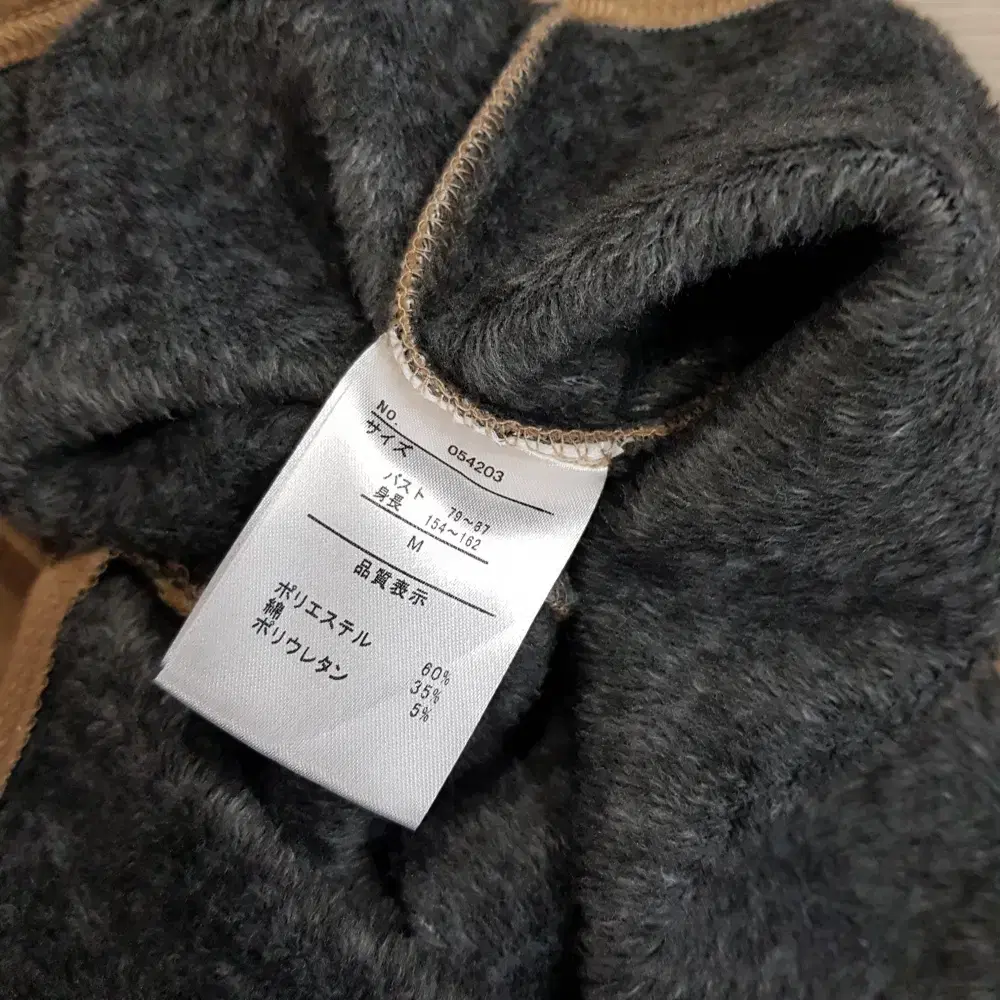 No. 054203
サイズ
バスト 79～87
身長 154～162
M
品質表示
ポリエステル 60%
綿 35%
ポリウレタン 5%